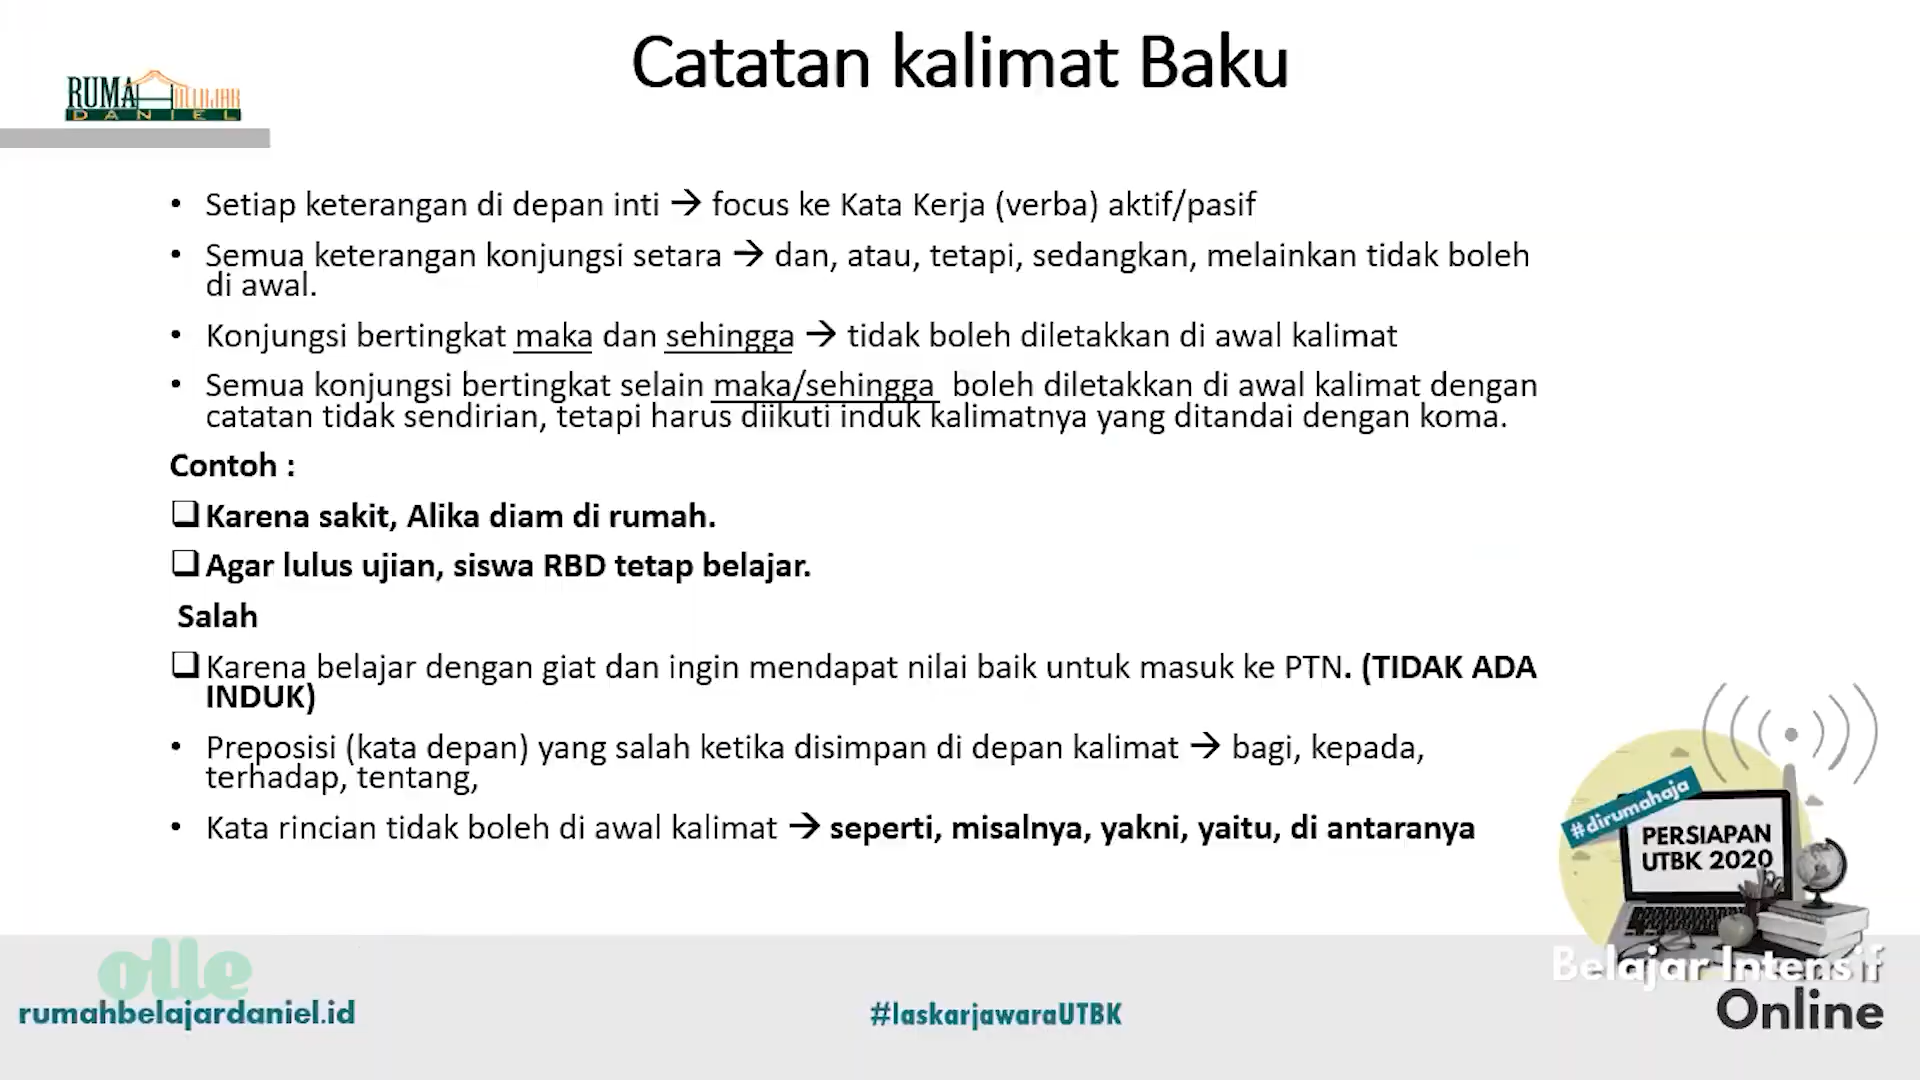 Catatan kalimat Baku
RUMA BELAJAR
DANIEL
• Setiap keterangan di depan inti → focus ke Kata Kerja (verba) aktif/pasif
• Semua keterangan konjungsi setara → dan, atau, tetapi, sedangkan, melainkan tidak boleh
di awal.
• Konjungsi bertingkat maka dan sehingga → tidak boleh diletakkan di awal kalimat
• Semua konjungsi bertingkat selain maka/sehingga boleh diletakkan di awal kalimat dengan
catatan tidak sendirian, tetapi harus diikuti induk kalimatnya yang ditandai dengan koma.
Contoh :
❑ Karena sakit, Alika diam di rumah.
❑ Agar lulus ujian, siswa RBD tetap belajar.
Salah
❑ Karena belajar dengan giat dan ingin mendapat nilai baik untuk masuk ke PTN. (TIDAK ADA
INDUK)
• Preposisi (kata depan) yang salah ketika disimpan di depan kalimat → bagi, kepada,
terhadap, tentang,
• Kata rincian tidak boleh di awal kalimat → seperti, misalnya, yakni, yaitu, di antaranya
#dirumahaja
PERSIAPAN
UTBK 2020
Belajar Intensif
Online
olle
rumahbelajardaniel.id
#laskarjawaraUTBK